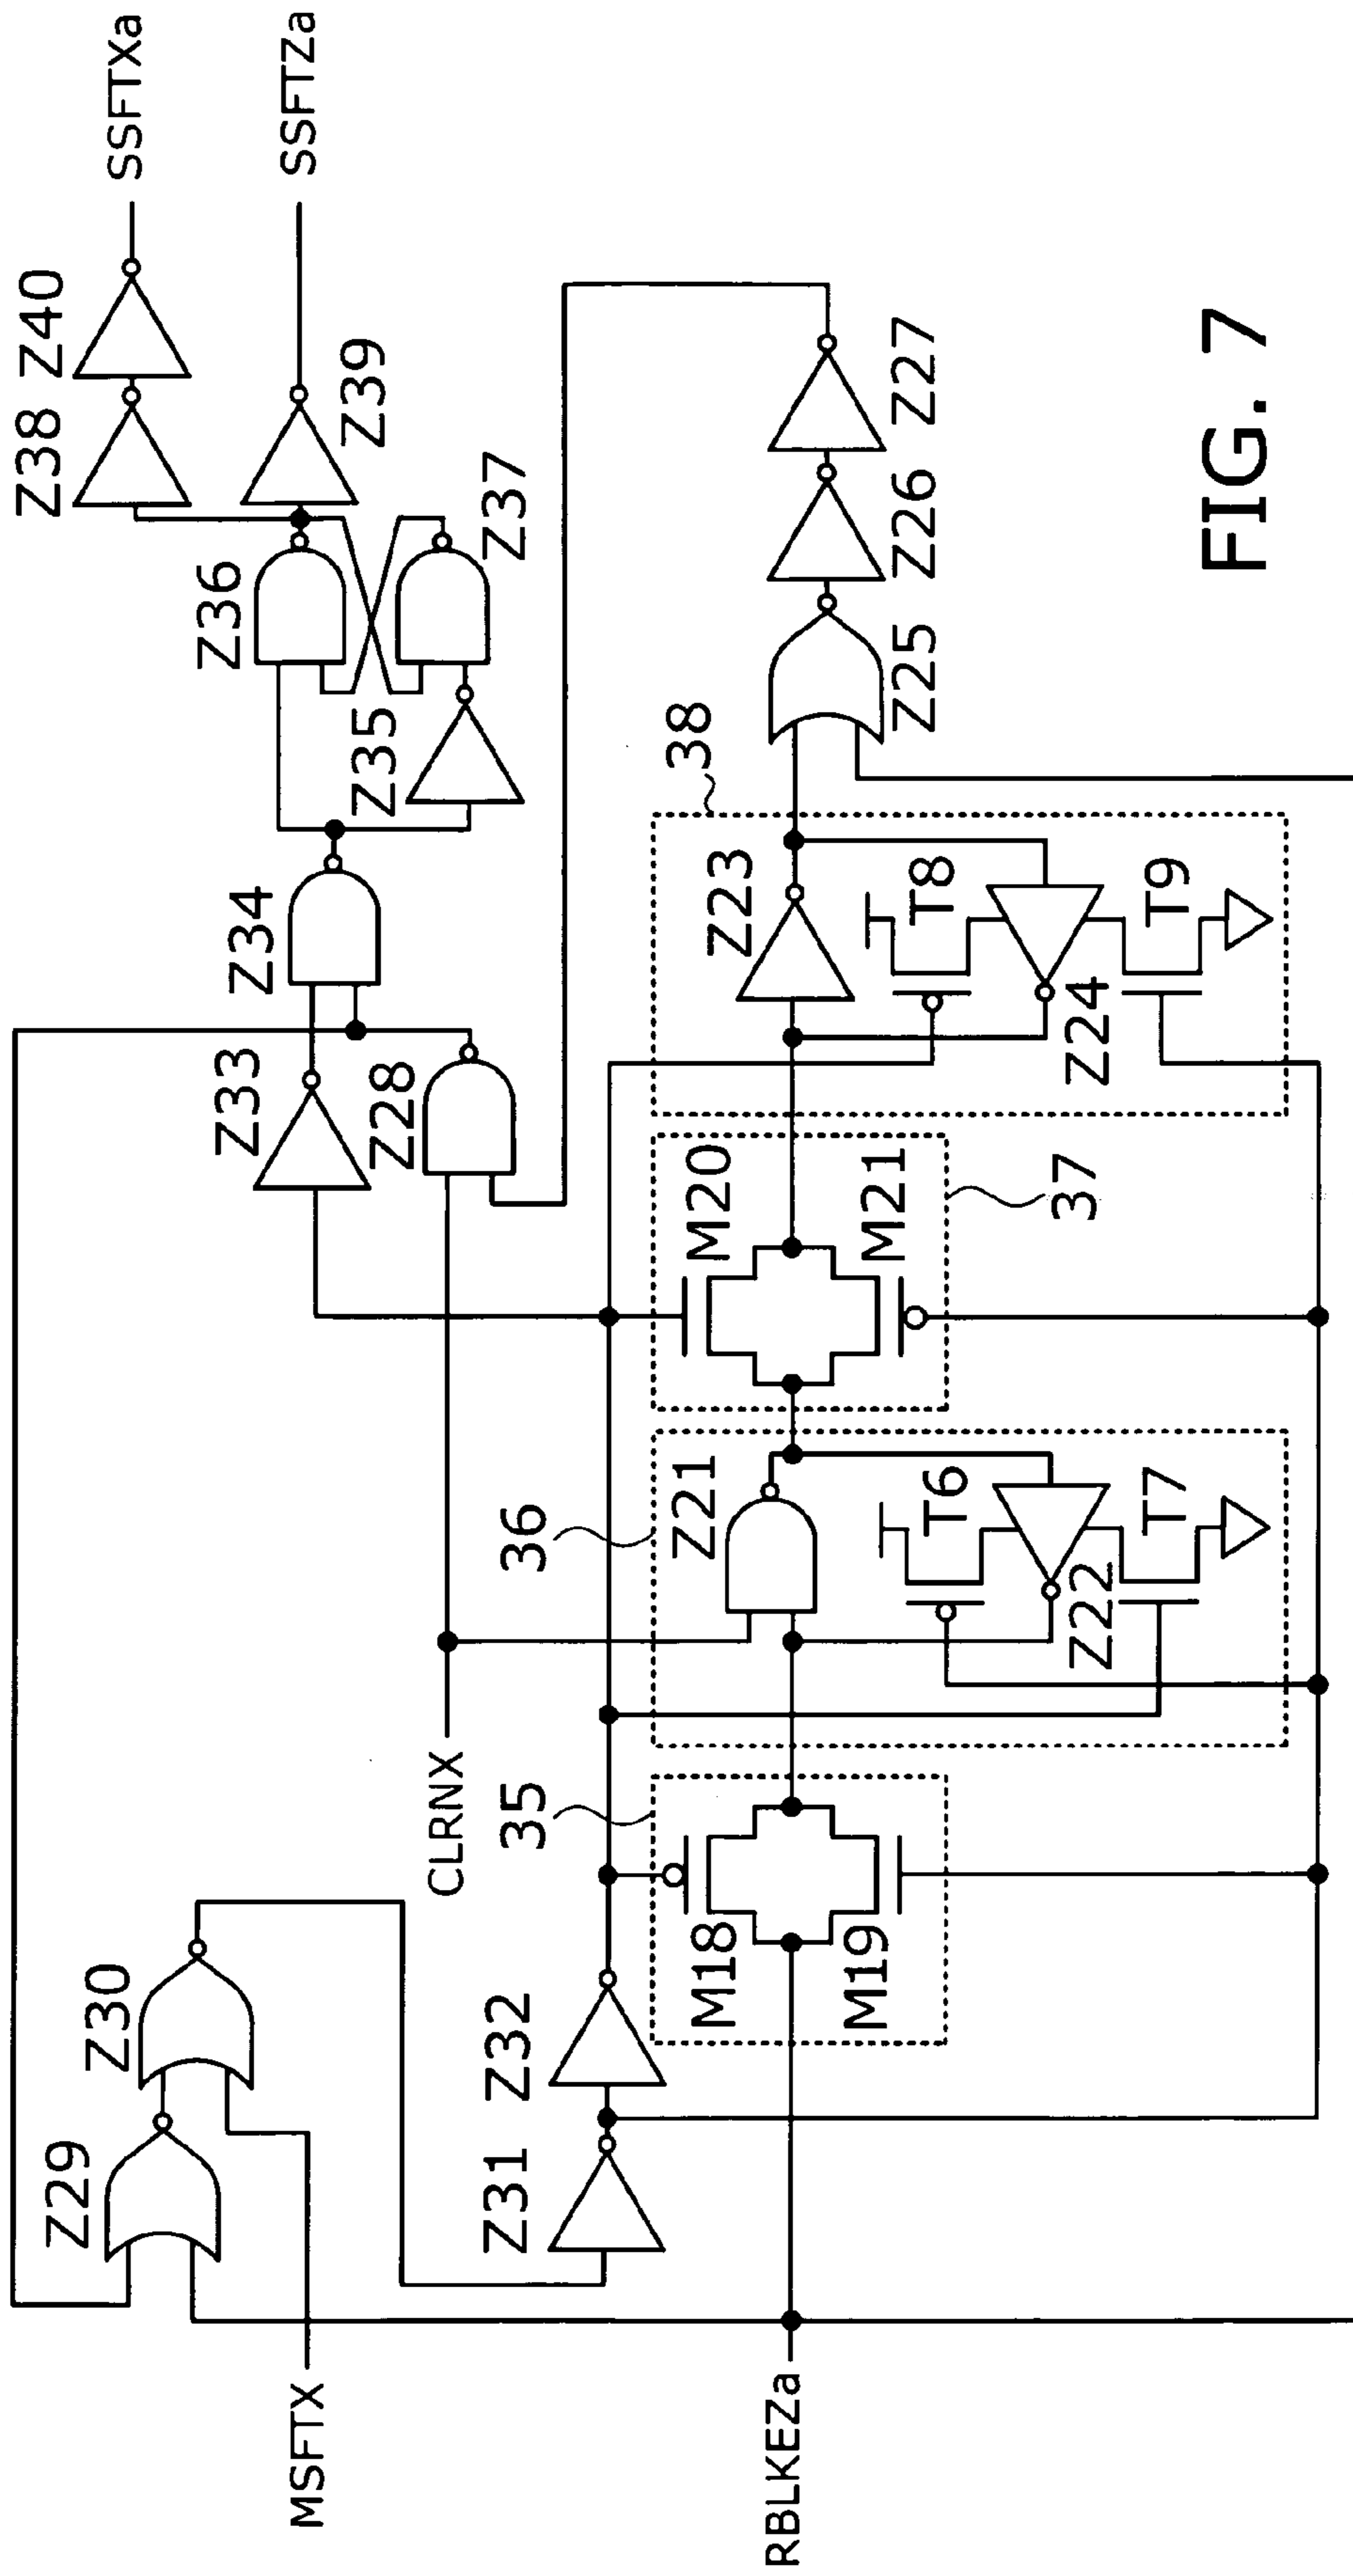 SSFTXa
SSFTZa
Z38
Z40
Z39
Z36
Z37
Z35
Z34
Z33
Z28
Z30
Z29
MSFTX
CLRNX
Z31
Z32
35
M18
M19
36
Z21
T6
T7
Z22
M20
M21
37
38
Z23
T8
T9
Z24
Z25
Z26
Z27
RBLKEZa
FIG. 7